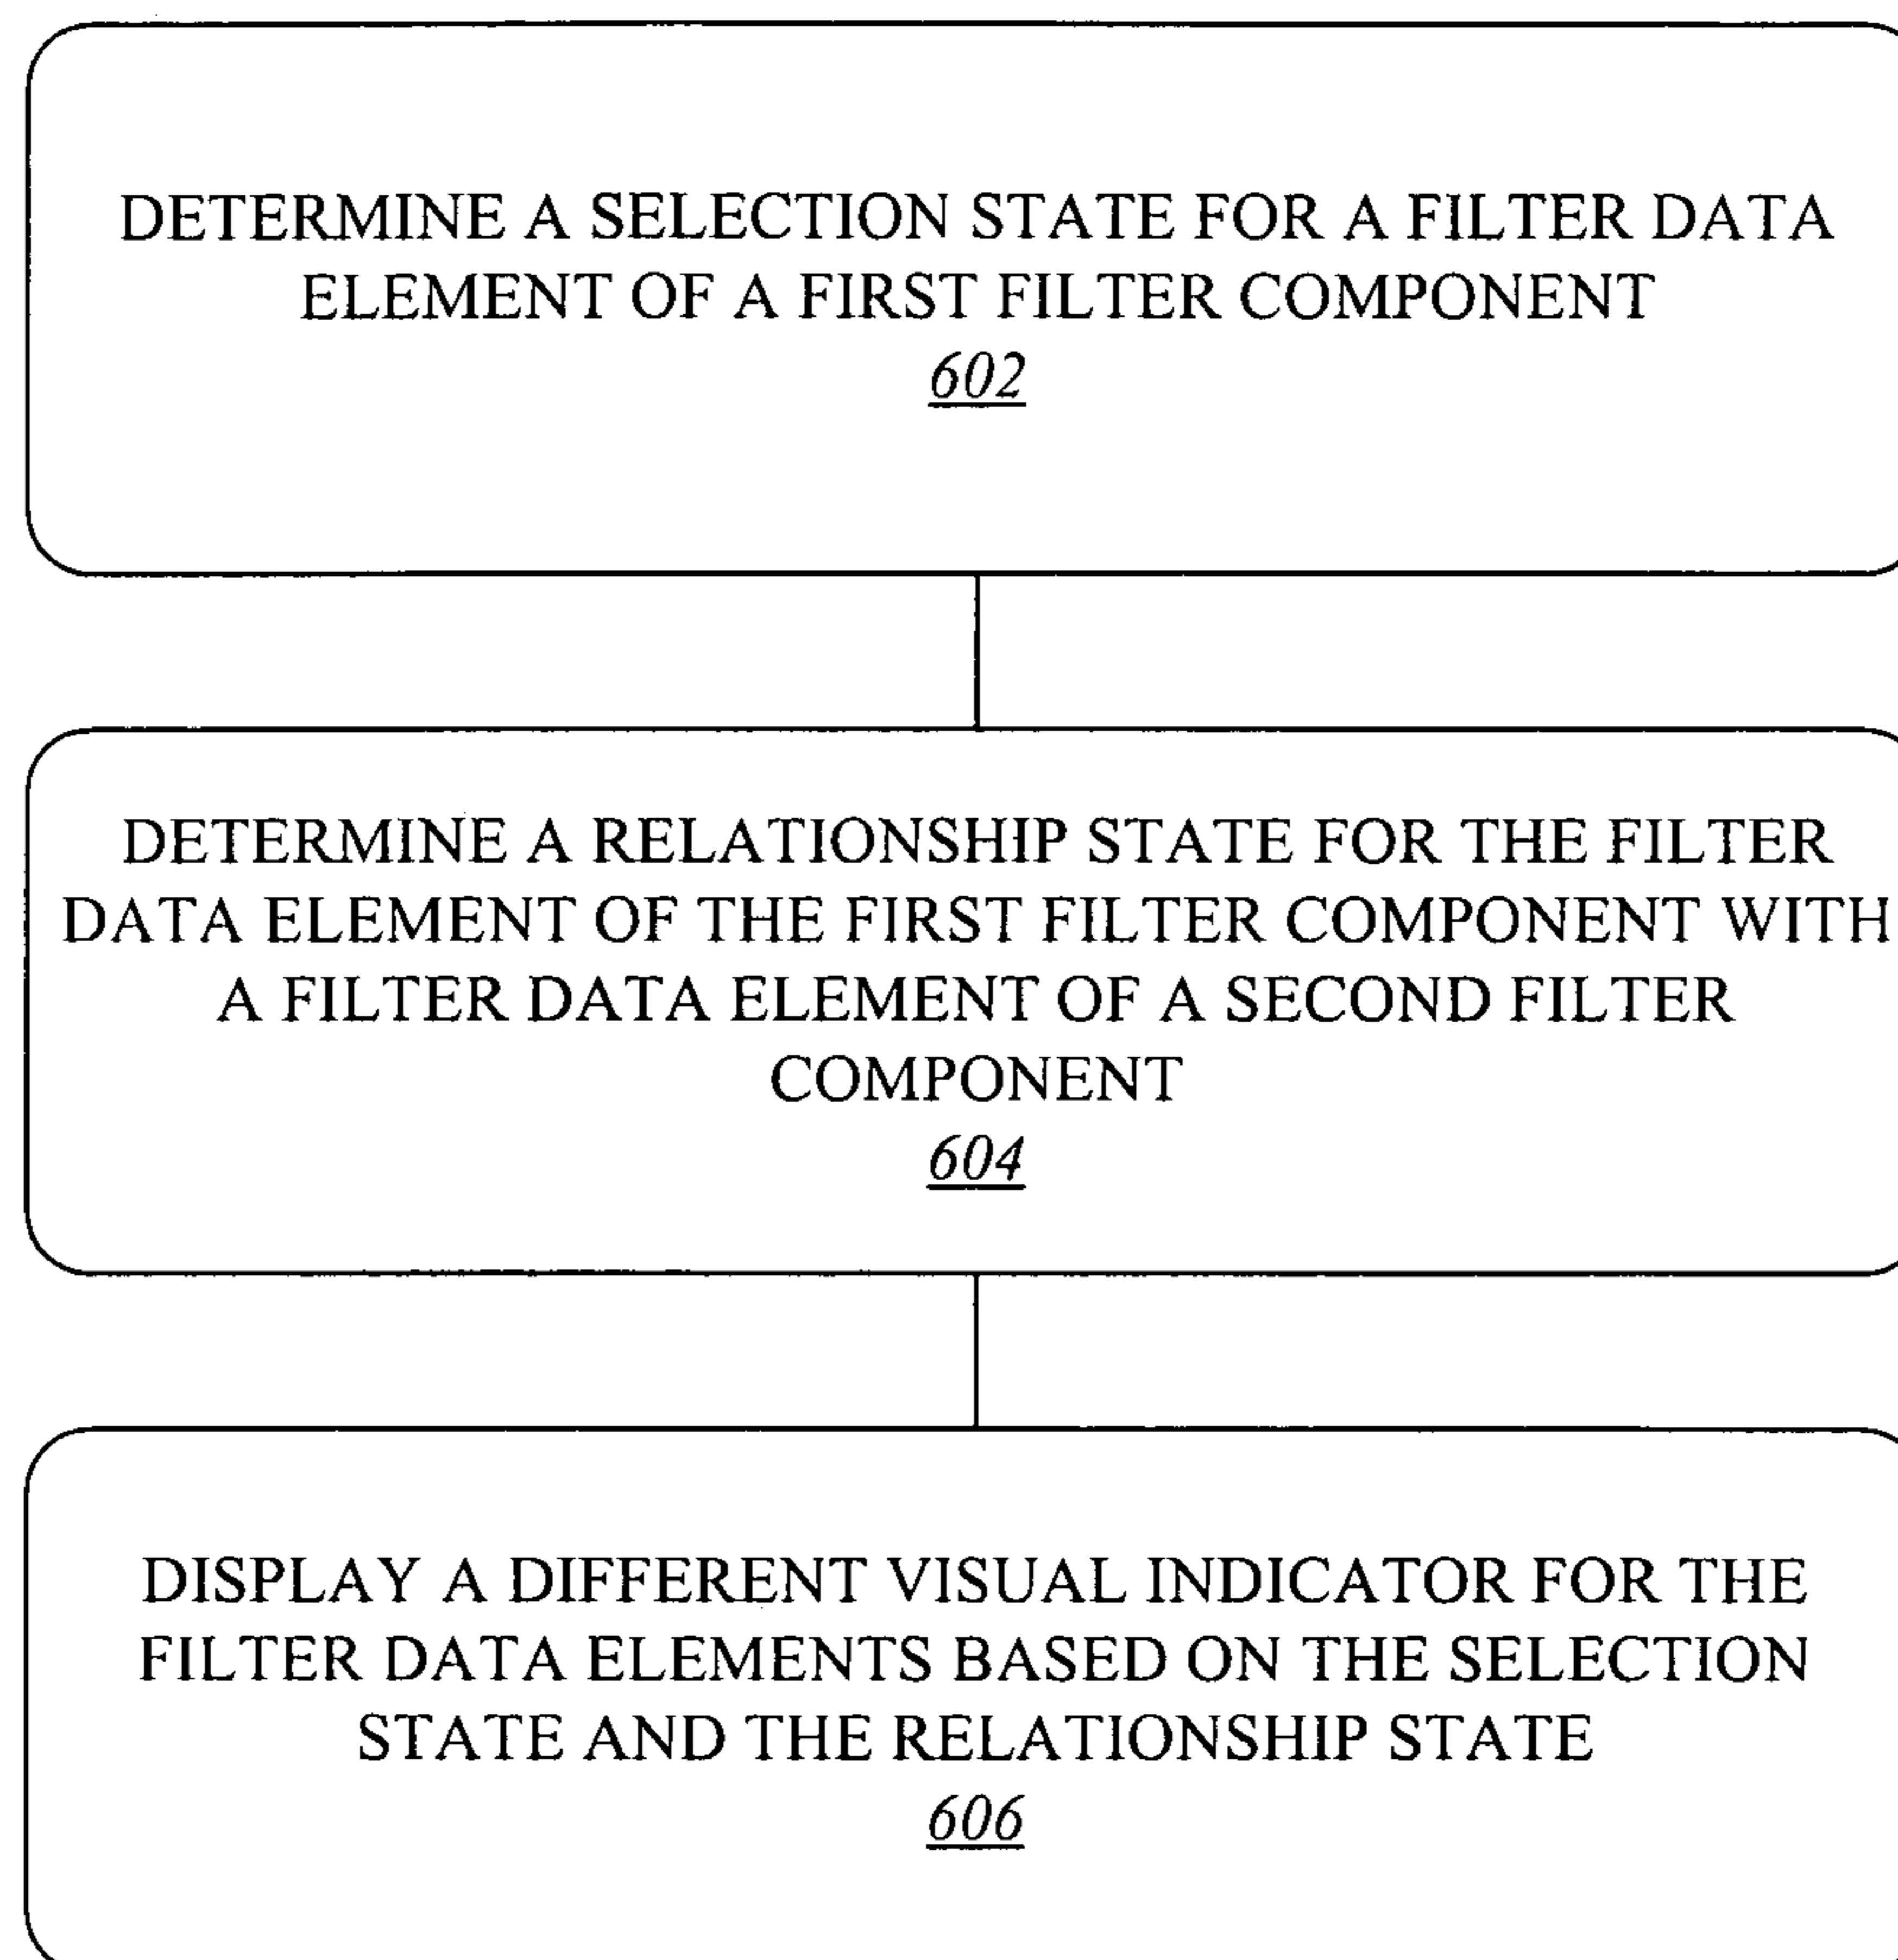 DETERMINE A SELECTION STATE FOR A FILTER DATA
ELEMENT OF A FIRST FILTER COMPONENT
602
DETERMINE A RELATIONSHIP STATE FOR THE FILTER
DATA ELEMENT OF THE FIRST FILTER COMPONENT WITH
A FILTER DATA ELEMENT OF A SECOND FILTER
COMPONENT
604
DISPLAY A DIFFERENT VISUAL INDICATOR FOR THE
FILTER DATA ELEMENTS BASED ON THE SELECTION
STATE AND THE RELATIONSHIP STATE
606